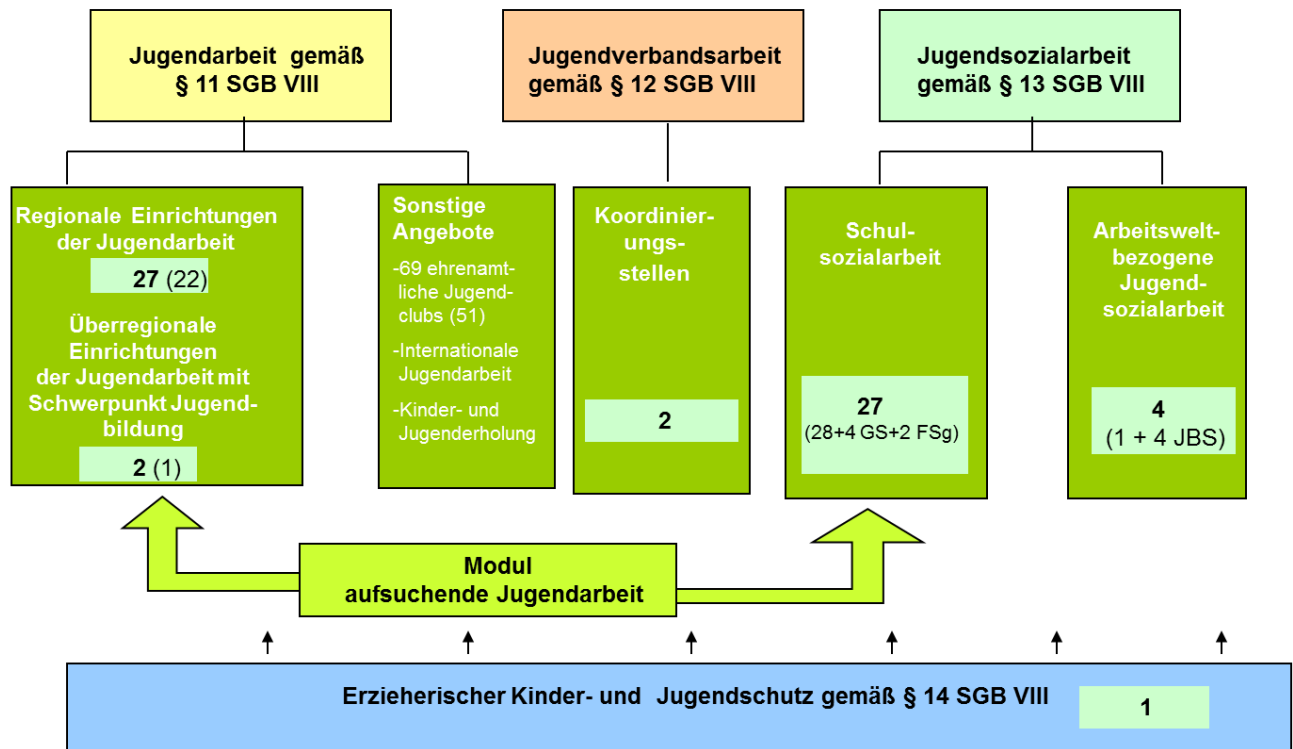 Jugendarbeit gemäß
§ 11 SGB VIII
Jugendverbandsarbeit
gemäß § 12 SGB VIII
Jugendsozialarbeit
gemäß § 13 SGB VIII
Regionale Einrichtungen
der Jugendarbeit
27 (22)
Überregionale
Einrichtungen
der Jugendarbeit mit
Schwerpunkt Jugend-
bildung
2 (1)
Sonstige
Angebote
-69 ehrenamt-
liche Jugend-
clubs (51)
-Internationale
Jugendarbeit
-Kinder- und
Jugenderholung
Koordinier-
ungs-
stellen
2
Schul-
sozialarbeit
27
(28+4 GS+2 FSg)
Arbeitswelt-
bezogene
Jugend-
sozialarbeit
4
(1 + 4 JBS)
Modul
aufsuchende Jugendarbeit
Erzieherischer Kinder- und Jugendschutz gemäß § 14 SGB VIII
1